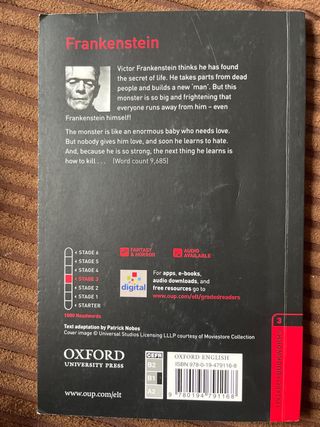 Frankenstein
Victor Frankenstein thinks he has found
the secret of life. He takes parts from dead
people and builds a new 'man'. But this
monster is so big and frightening that
everyone runs away from him – even
Frankenstein himself!
The monster is like an enormous baby who needs love.
But nobody gives him love, and soon he learns to hate.
And, because he is so strong, the next thing he learns is
how to kill . . . (Word count 9,685)
STAGE 6
STAGE 5
STAGE 4
STAGE 3
STAGE 2
STAGE 1
STARTER
1000 Headwords
FANTASY
& HORROR
AUDIO
AVAILABLE
digital
For apps, e-books,
audio downloads, and
free resources go to
www.oup.com/elt/gradedreaders
Text adaptation by Patrick Nobes
Cover image © Universal Studios Licensing LLLP courtesy of Moviestore Collection
OXFORD
UNIVERSITY PRESS
www.oup.com/elt
CEFR
B2
B1
A2
OXFORD ENGLISH
ISBN 978-0-19-479116-8
9 780194 791168
3